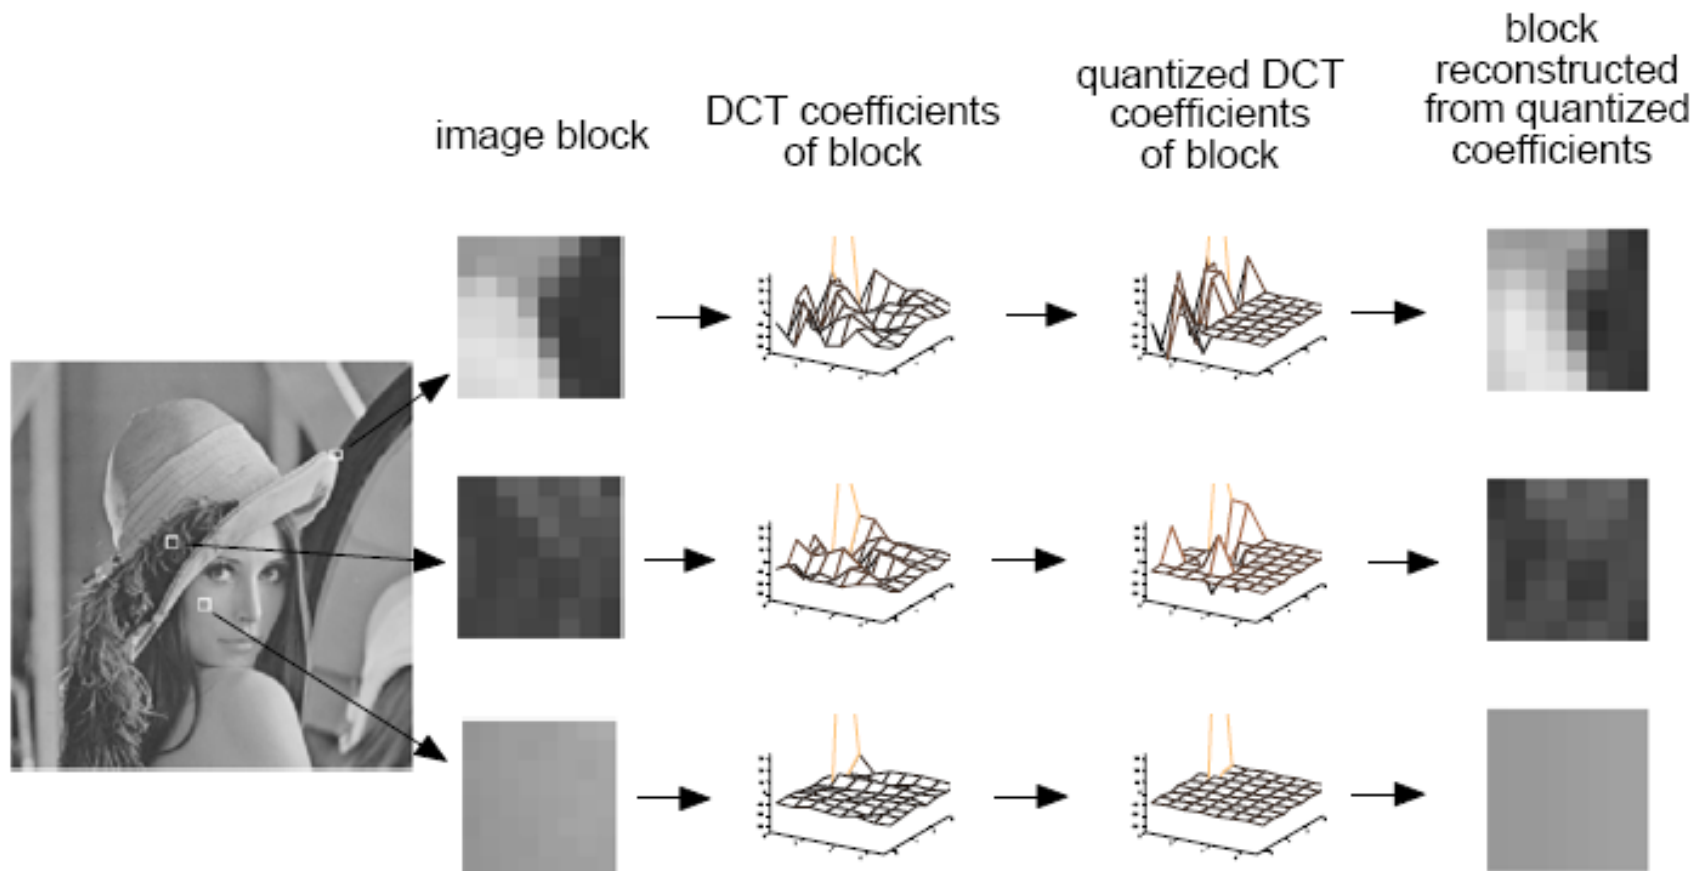 image block
DCT coefficients
of block
quantized DCT
coefficients
of block
block
reconstructed
from quantized
coefficients